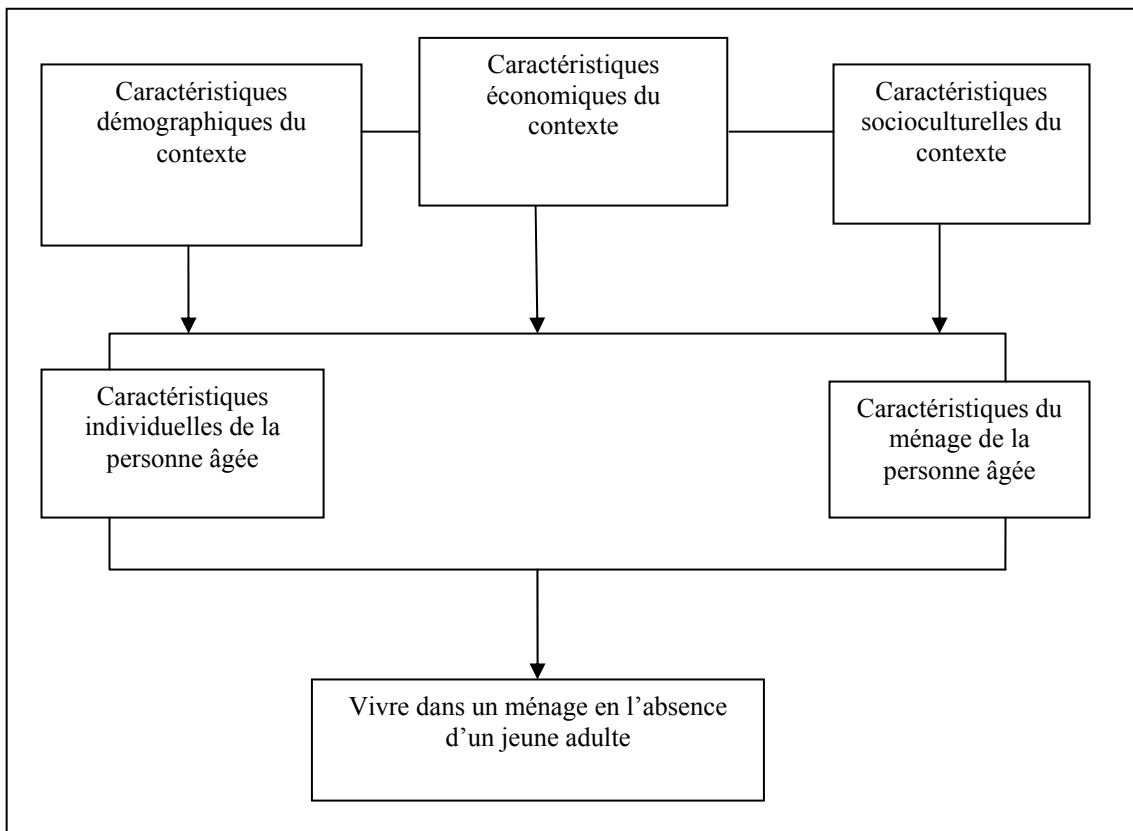 Caractéristiques
démographiques du
contexte
Caractéristiques
économiques du
contexte
Caractéristiques
socioculturelles du
contexte
Caractéristiques
individuelles de la
personne âgée
Caractéristiques du
ménage de la
personne âgée
Vivre dans un ménage en l’absence
d’un jeune adulte